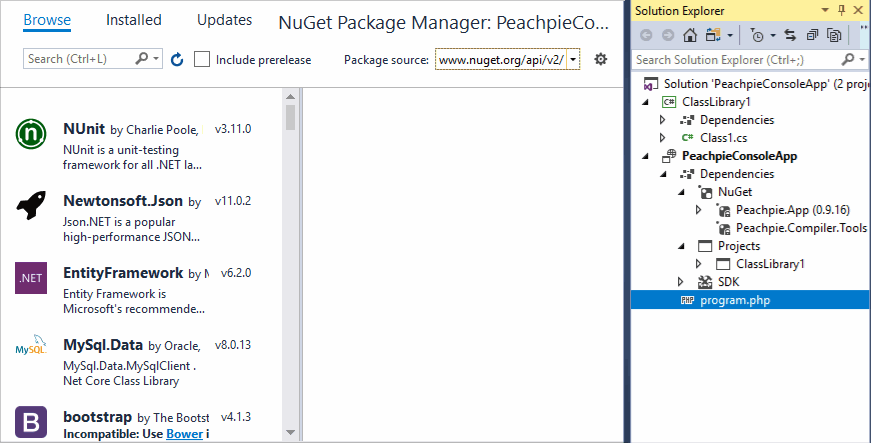 Browse Installed Updates NuGet Package Manager: PeachpieCo...
Search (Ctrl+L) Include prerelease Package source: www.nuget.org/api/v2/
n
NUnit by Charlie Poole, v3.11.0
NUnit is a unit-testing
framework for all .NET la...
Newtonsoft.Json by v11.0.2
Json.NET is a popular
high-performance JSON...
.NET
EntityFramework by v6.2.0
Entity Framework is
Microsoft's recommende...
MySQL
MySql.Data by Oracle, v8.0.13
MySql.Data.MySqlClient .
Net Core Class Library
B
bootstrap by The Bootst v4.1.3
Incompatible: Use Bower i
Solution Explorer
Search Solution Explorer (Ctrl+;)
Solution 'PeachpieConsoleApp' (2 proj
C# ClassLibrary1
Dependencies
C# Class1.cs
PeachpieConsoleApp
Dependencies
NuGet
Peachpie.App (0.9.16)
Peachpie.Compiler.Tools
Projects
ClassLibrary1
SDK
PHP program.php